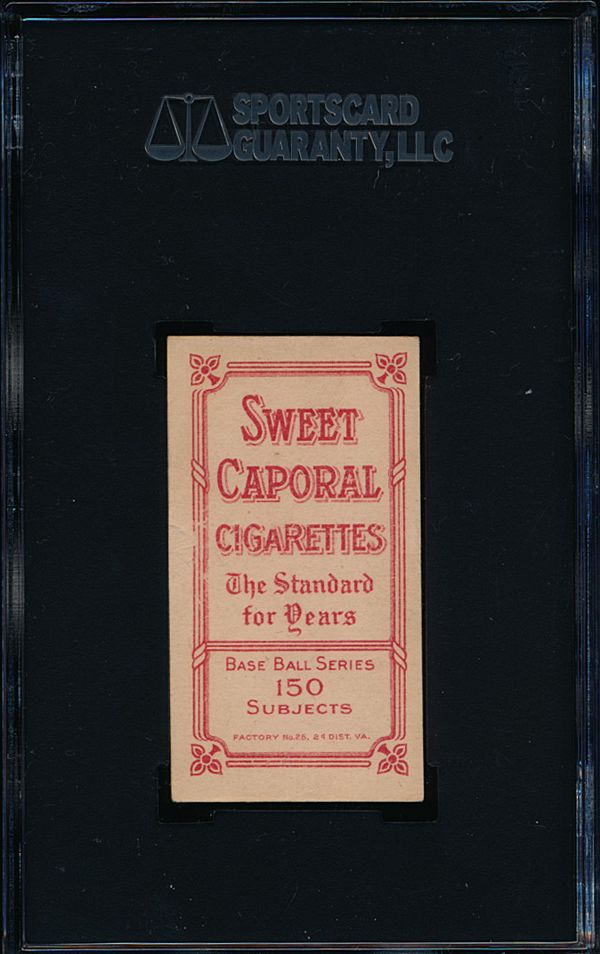 SPORTSCARD
GUARANTY, LLC
SWEET
CAPORAL
CIGARETTES
The Standard
for Years
BASE BALL SERIES
150
SUBJECTS
FACTORY No. 25, 2d DIST. VA.